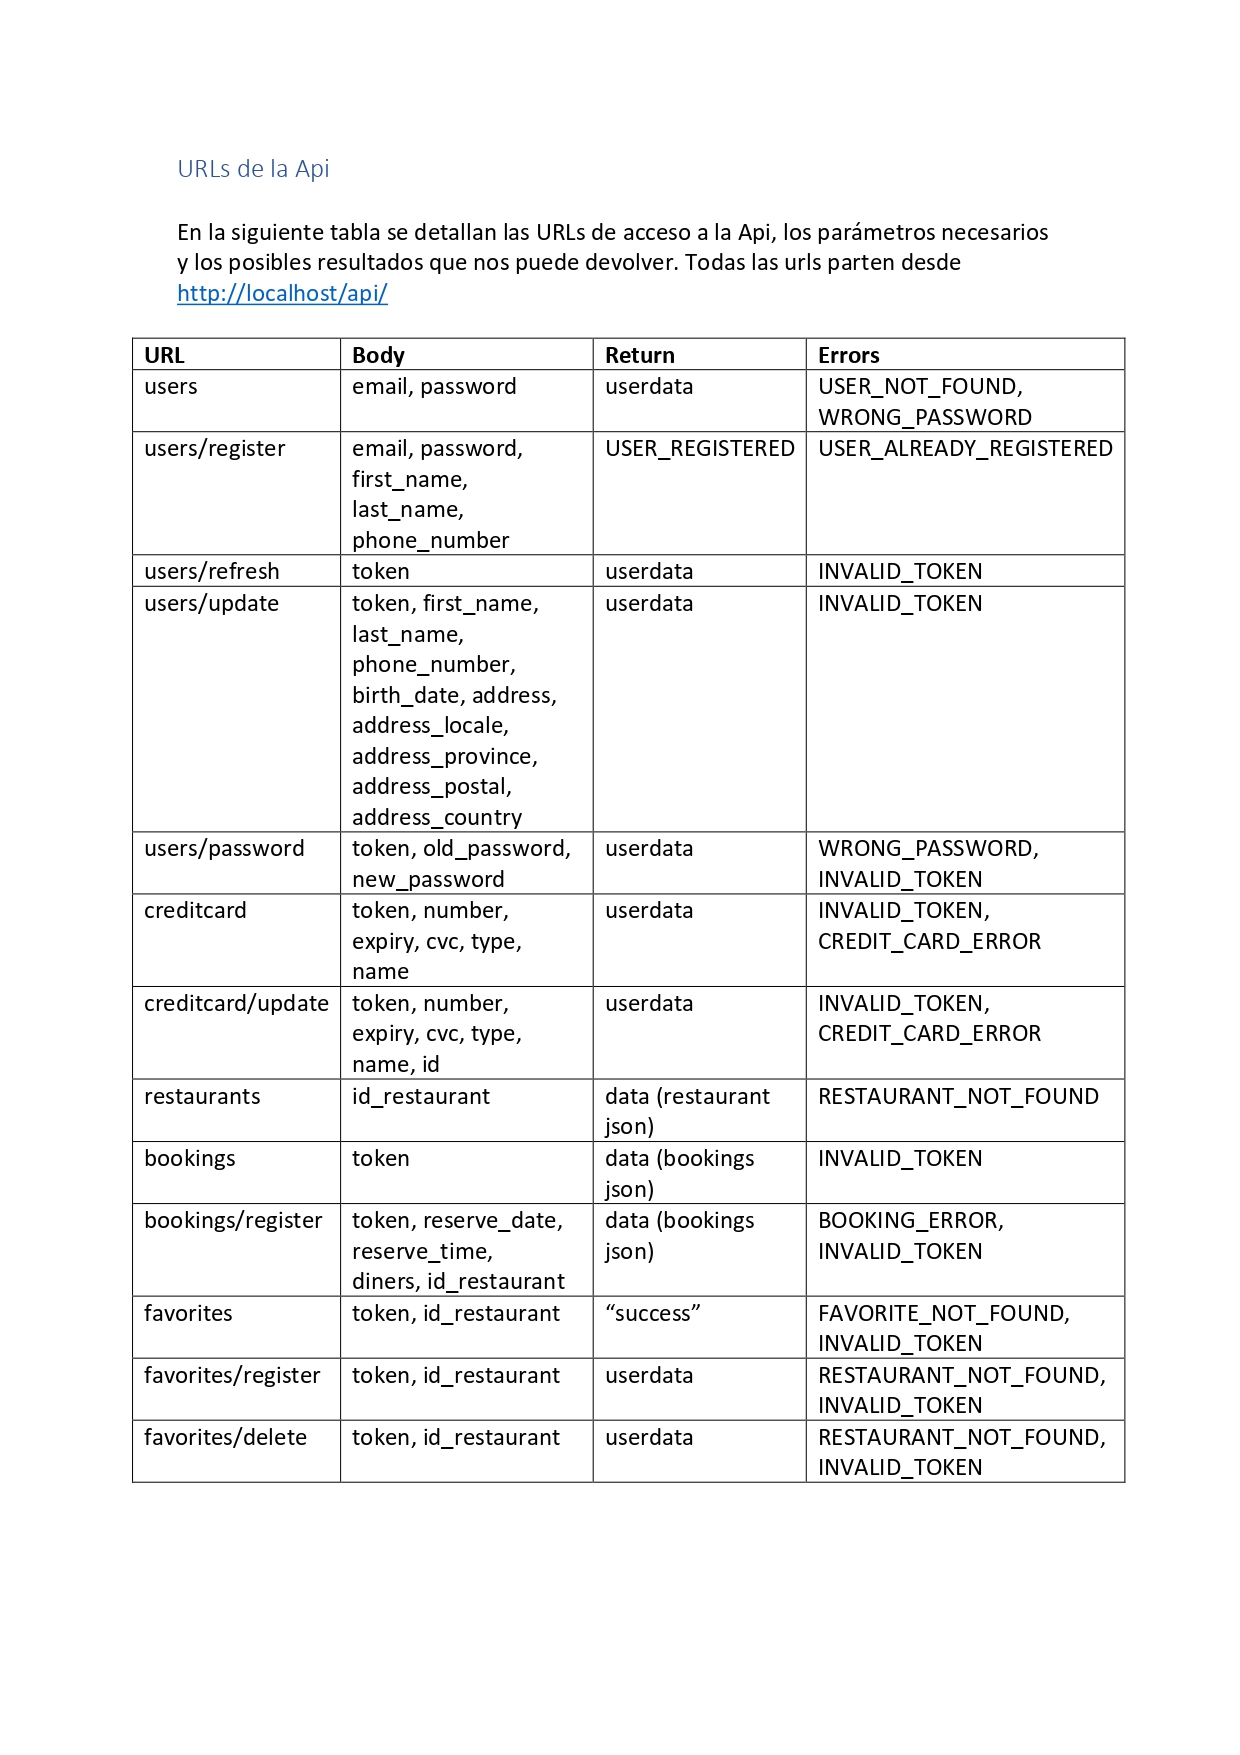 URLs de la Api
En la siguiente tabla se detallan las URLs de acceso a la Api, los parámetros necesarios
y los posibles resultados que nos puede devolver. Todas las urls parten desde
http://localhost/api/
URL Body Return Errors
users email, password userdata USER_NOT_FOUND,
WRONG_PASSWORD
users/register email, password, USER_REGISTERED USER_ALREADY_REGISTERED
first_name,
last_name,
phone_number
users/refresh token userdata INVALID_TOKEN
users/update token, first_name, userdata INVALID_TOKEN
last_name,
phone_number,
birth_date, address,
address_locale,
address_province,
address_postal,
address_country
users/password token, old_password, userdata WRONG_PASSWORD,
new_password INVALID_TOKEN
creditcard token, number, userdata INVALID_TOKEN,
expiry, cvc, type, CREDIT_CARD_ERROR
name
creditcard/update token, number, userdata INVALID_TOKEN,
expiry, cvc, type, CREDIT_CARD_ERROR
name, id
restaurants id_restaurant data (restaurant RESTAURANT_NOT_FOUND
json)
bookings token data (bookings INVALID_TOKEN
json)
bookings/register token, reserve_date, data (bookings BOOKING_ERROR,
reserve_time, json) INVALID_TOKEN
diners, id_restaurant
favorites token, id_restaurant “success” FAVORITE_NOT_FOUND,
INVALID_TOKEN
favorites/register token, id_restaurant userdata RESTAURANT_NOT_FOUND,
INVALID_TOKEN
favorites/delete token, id_restaurant userdata RESTAURANT_NOT_FOUND,
INVALID_TOKEN